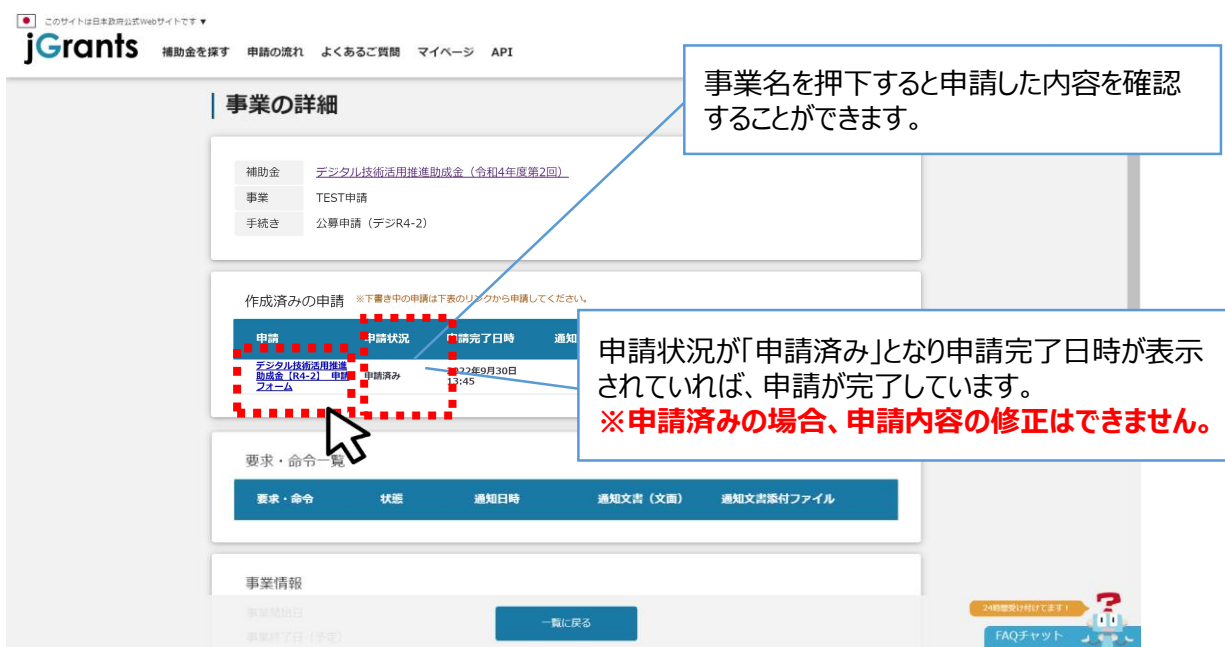 このサイトは日本政府公式Webサイトです ▼
jGrants 補助金を探す 申請の流れ よくあるご質問 マイページ API
事業名を押下すると申請した内容を確認
することができます。
事業の詳細
補助金 デジタル技術活用推進助成金（令和4年度第2回）
事業 TEST申請
手続き 公募申請（デジR4-2）
作成済みの申請 ※下書き中の申請は下表のリンクから申請してください。
申請 申請状況 申請完了日時 通知
デジタル技術活用推進
助成金【R4-2】 申請
フォーム
申請済み
2022年9月30日
13:45
申請状況が「申請済み」となり申請完了日時が表示
されていれば、申請が完了しています。
※申請済みの場合、申請内容の修正はできません。
要求・命令一覧
要求・命令 状態 通知日時 通知文書（文面） 通知文書添付ファイル
事業情報
事業開始日
事業終了日（予定）
一覧に戻る
24時間受け付けてます！
FAQチャット